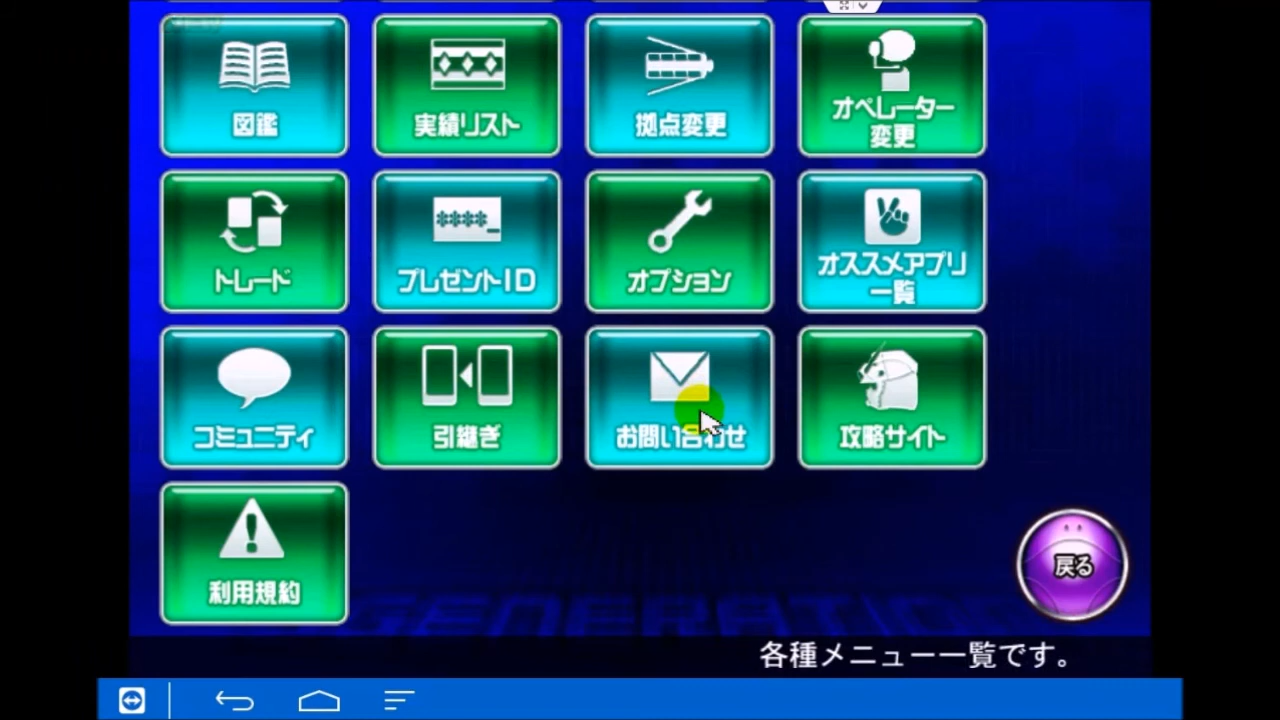 図鑑
実績リスト
拠点変更
オペレーター
変更
トレード
****_
プレゼントID
オプション
オススメアプリ
一覧
コミュニティ
引継ぎ
お問い合わせ
攻略サイト
利用規約
戻る
GENERATION
各種メニュー一覧です。